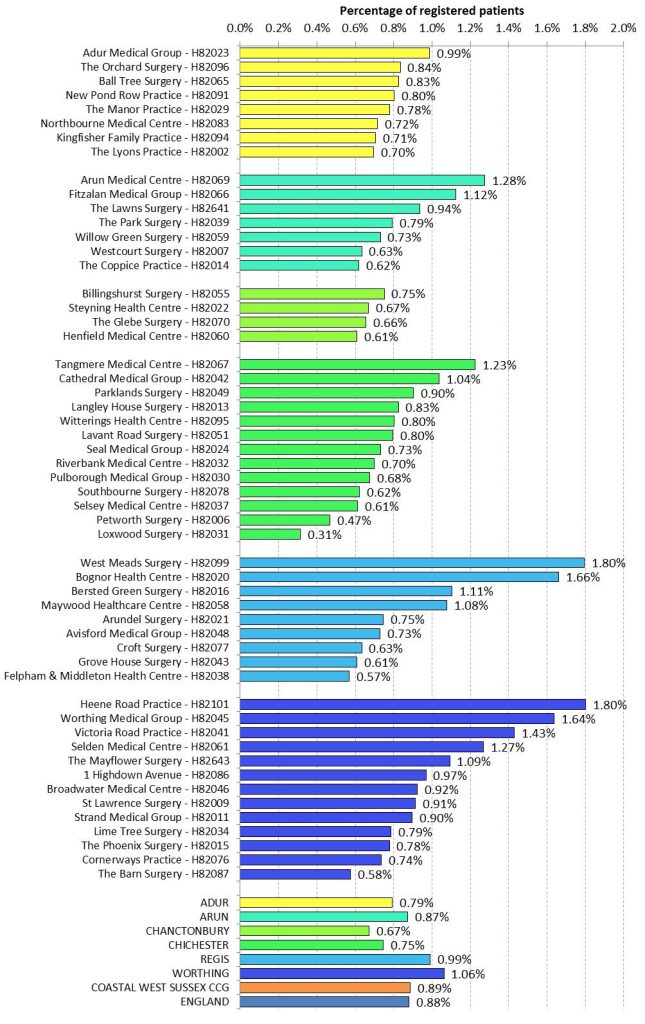 Percentage of registered patients
0.0% 0.2% 0.4% 0.6% 0.8% 1.0% 1.2% 1.4% 1.6% 1.8% 2.0%
Adur Medical Group - H82023 0.99%
The Orchard Surgery - H82096 0.84%
Ball Tree Surgery - H82065 0.83%
New Pond Row Practice - H82091 0.80%
The Manor Practice - H82029 0.78%
Northbourne Medical Centre - H82083 0.72%
Kingfisher Family Practice - H82094 0.71%
The Lyons Practice - H82002 0.70%
Arun Medical Centre - H82069 1.28%
Fitzalan Medical Group - H82066 1.12%
The Lawns Surgery - H82641 0.94%
The Park Surgery - H82039 0.79%
Willow Green Surgery - H82059 0.73%
Westcourt Surgery - H82007 0.63%
The Coppice Practice - H82014 0.62%
Billingshurst Surgery - H82055 0.75%
Steyning Health Centre - H82022 0.67%
The Glebe Surgery - H82070 0.66%
Henfield Medical Centre - H82060 0.61%
Tangmere Medical Centre - H82067 1.23%
Cathedral Medical Group - H82042 1.04%
Parklands Surgery - H82049 0.90%
Langley House Surgery - H82013 0.83%
Witterings Health Centre - H82095 0.80%
Lavant Road Surgery - H82051 0.80%
Seal Medical Group - H82024 0.73%
Riverbank Medical Centre - H82032 0.70%
Pulborough Medical Group - H82030 0.68%
Southbourne Surgery - H82078 0.62%
Selsey Medical Centre - H82037 0.61%
Petworth Surgery - H82006 0.47%
Loxwood Surgery - H82031 0.31%
West Meads Surgery - H82099 1.80%
Bognor Health Centre - H82020 1.66%
Bersted Green Surgery - H82016 1.11%
Maywood Healthcare Centre - H82058 1.08%
Arundel Surgery - H82021 0.75%
Avisford Medical Group - H82048 0.73%
Croft Surgery - H82077 0.63%
Grove House Surgery - H82043 0.61%
Felpham & Middleton Health Centre - H82038 0.57%
Heene Road Practice - H82101 1.80%
Worthing Medical Group - H82045 1.64%
Victoria Road Practice - H82041 1.43%
Selden Medical Centre - H82061 1.27%
The Mayflower Surgery - H82643 1.09%
1 Highdown Avenue - H82086 0.97%
Broadwater Medical Centre - H82046 0.92%
St Lawrence Surgery - H82009 0.91%
Strand Medical Group - H82011 0.90%
Lime Tree Surgery - H82034 0.79%
The Phoenix Surgery - H82015 0.78%
Cornerways Practice - H82076 0.74%
The Barn Surgery - H82087 0.58%
ADUR 0.79%
ARUN 0.87%
CHANCTONBURY 0.67%
CHICHESTER 0.75%
REGIS 0.99%
WORTHING 1.06%
COASTAL WEST SUSSEX CCG 0.89%
ENGLAND 0.88%